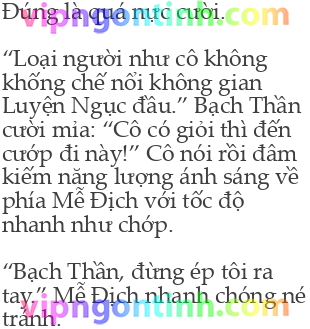 Đúng là quá nực cười.
vipngontinh.com
“Loại người như cô không
khống chế nổi không gian
Luyện Ngục đâu.” Bạch Thần
cười mỉa: “Cô có giỏi thì đến
cướp đi này!” Cô nói rồi đâm
kiếm năng lượng ánh sáng về
phía Mễ Địch với tốc độ
nhanh như chớp.
“Bạch Thần, đừng ép tôi ra
tay.” Mễ Địch nhanh chóng né
tránh.
vipngontinh.com